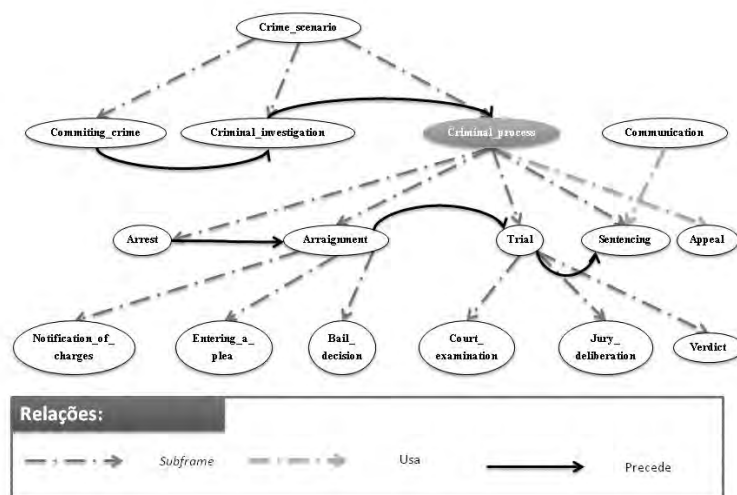 Crime_scenario
Commiting_crime
Criminal_investigation
Criminal_process
Communication
Arrest
Arraignment
Trial
Sentencing
Appeal
Notification_of_
charges
Entering_a_
plea
Bail_
decision
Court_
examination
Jury_
deliberation
Verdict
Relações:
Subframe
Usa
Precede